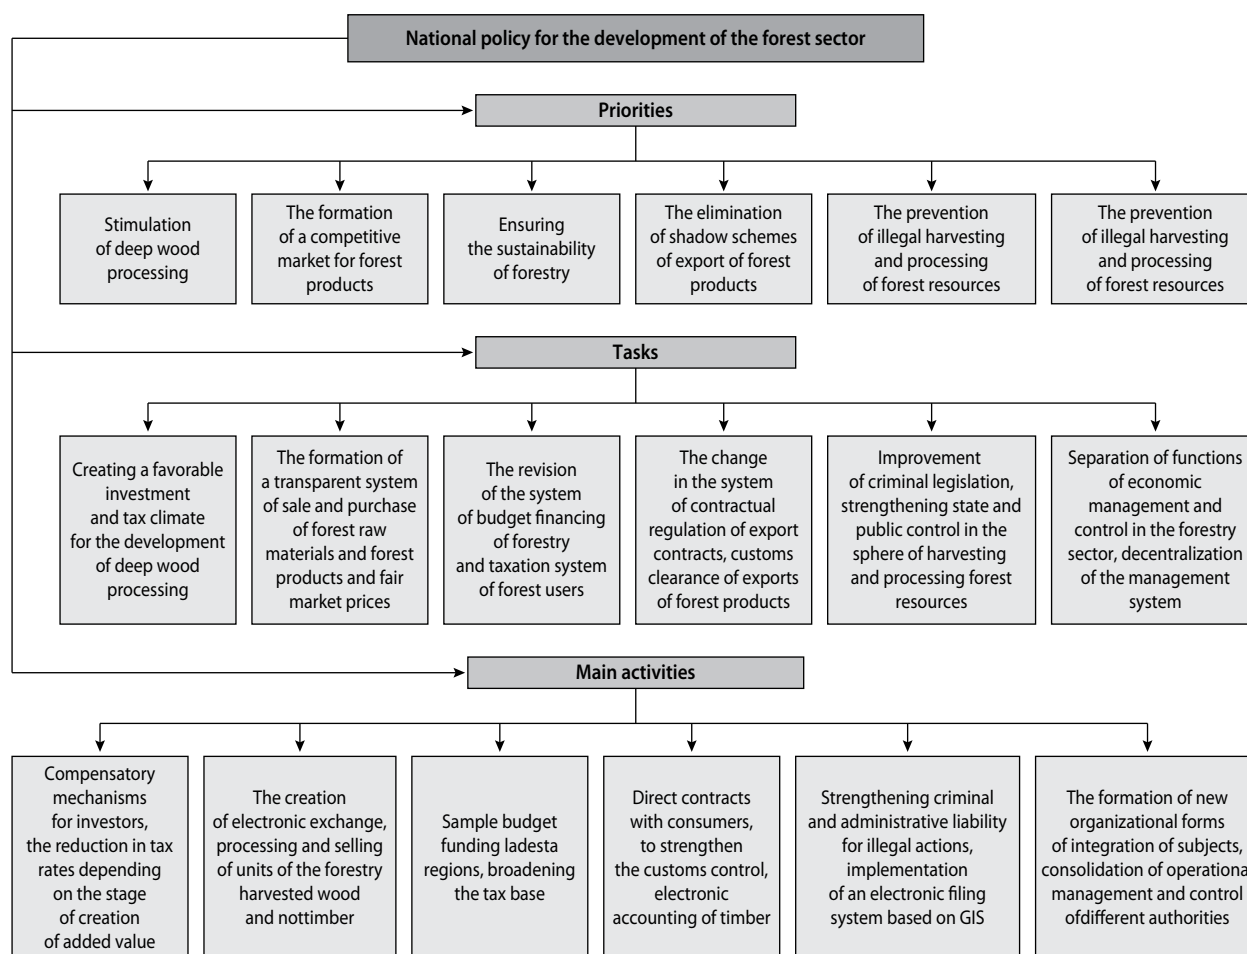 National policy for the development of the forest sector
Priorities
Stimulation
of deep wood
processing
The formation
of a competitive
market for forest
products
Ensuring
the sustainability
of forestry
The elimination
of shadow schemes
of export of forest
products
The prevention
of illegal harvesting
and processing
of forest resources
The prevention
of illegal harvesting
and processing
of forest resources
Tasks
Creating a favorable
investment
and tax climate
for the development
of deep wood
processing
The formation of
a transparent system
of sale and purchase
of forest raw
materials and forest
products and fair
market prices
The revision
of the system
of budget financing
of forestry
and taxation system
of forest users
The change
in the system
of contractual
regulation of export
contracts, customs
clearance of exports
of forest products
Improvement
of criminal legislation,
strengthening state and
public control in the
sphere of harvesting
and processing forest
resources
Separation of functions
of economic
management and
control in the forestry
sector, decentralization
of the management
system
Main activities
Compensatory
mechanisms
for investors,
the reduction in tax
rates depending
on the stage
of creation
of added value
The creation
of electronic exchange,
processing and selling
of units of the forestry
harvested wood
and nottimber
Sample budget
funding ladesta
regions, broadening
the tax base
Direct contracts
with consumers,
to strengthen
the customs control,
electronic
accounting of timber
Strengthening criminal
and administrative liability
for illegal actions,
implementation
of an electronic filing
system based on GIS
The formation of new
organizational forms
of integration of subjects,
consolidation of operational
management and control
ofdifferent authorities